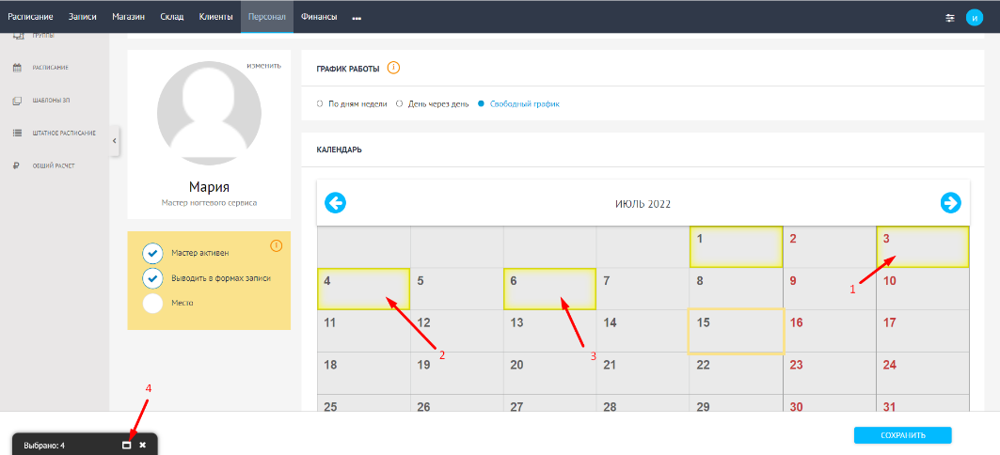 Расписание Записи Магазин Склад Клиенты Персонал Финансы ••• и
ГРУППЫ
РАСПИСАНИЕ
ШАБЛОНЫ ЗП
ШТАТНОЕ РАСПИСАНИЕ
ОБЩИЙ РАСЧЕТ
изменить
Мария
Мастер ногтевого сервиса
Мастер активен
Выводить в формах записи
Место
ГРАФИК РАБОТЫ
По дням недели День через день Свободный график
КАЛЕНДАРЬ
ИЮЛЬ 2022
1 2 3
1
4 5 6 7 8 9 10
2 3
11 12 13 14 15 16 17
18 19 20 21 22 23 24
25 26 27 28 29 30 31
4
Выбрано: 4
СОХРАНИТЬ